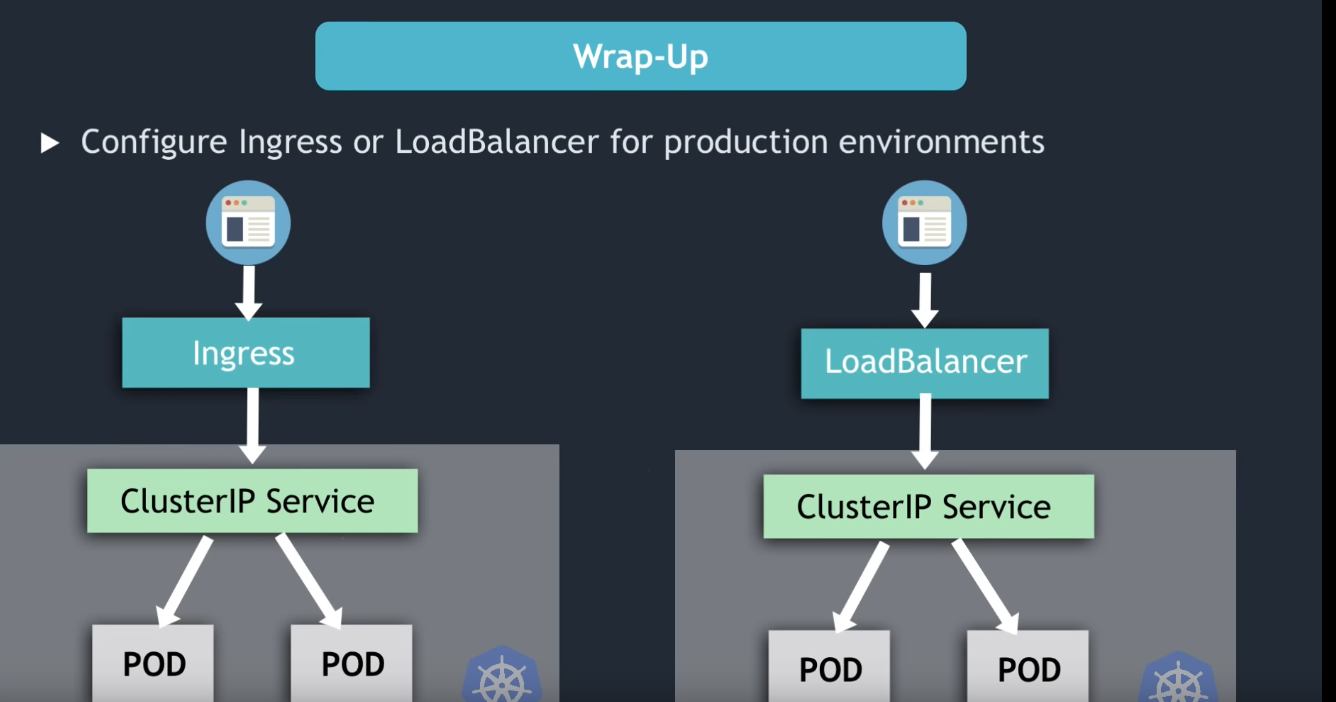 Wrap-Up
Configure Ingress or LoadBalancer for production environments
Ingress
LoadBalancer
ClusterIP Service
ClusterIP Service
POD
POD
POD
POD